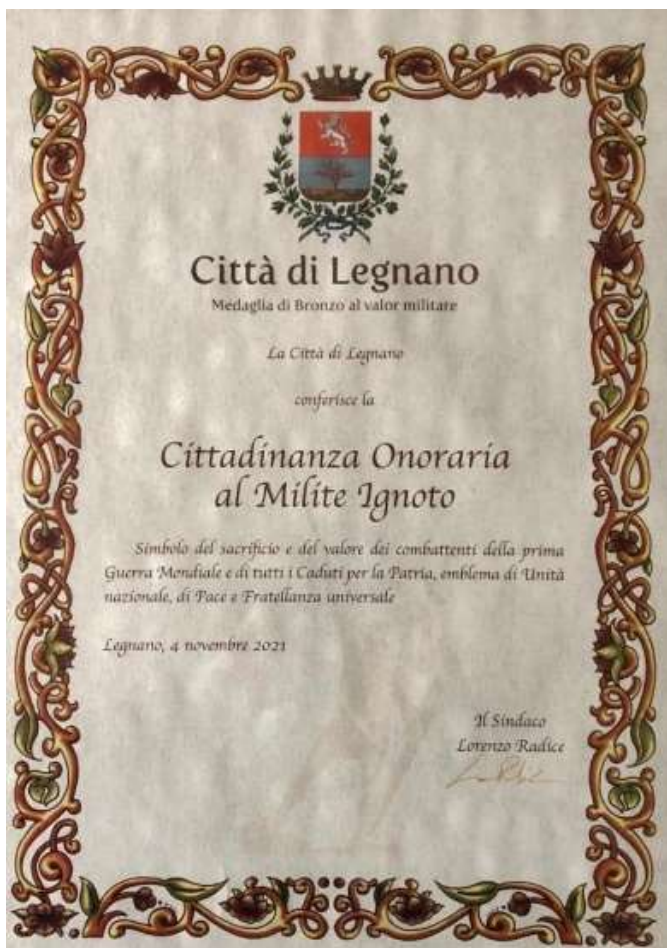 Città di Legnano
Medaglia di Bronzo al valor militare
La Città di Legnano
conferisce la
Cittadinanza Onoraria
al Milite Ignoto
Simbolo del sacrificio e del valore dei combattenti della prima
Guerra Mondiale e di tutti i Caduti per la Patria, emblema di Unità
nazionale, di Pace e Fratellanza universale
Legnano, 4 novembre 2021
Il Sindaco
Lorenzo Radice